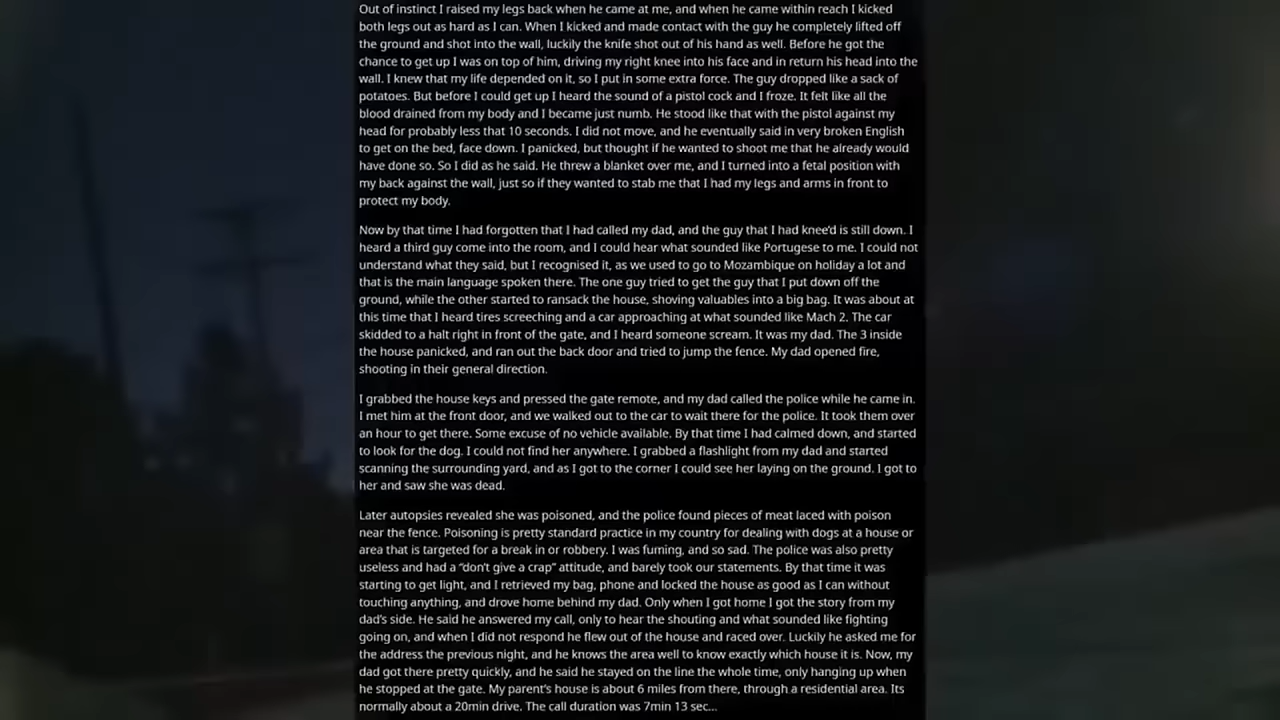 Out of instinct I raised my legs back when he came at me, and when he came within reach I kicked
both legs out as hard as I can. When I kicked and made contact with the guy he completely lifted off
the ground and shot into the wall, luckily the knife shot out of his hand as well. Before he got the
chance to get up I was on top of him, driving my right knee into his face and in return his head into the
wall. I knew that my life depended on it, so I put in some extra force. The guy dropped like a sack of
potatoes. But before I could get up I heard the sound of a pistol cock and I froze. It felt like all the
blood drained from my body and I became just numb. He stood like that with the pistol against my
head for probably less that 10 seconds. I did not move, and he eventually said in very broken English
to get on the bed, face down. I panicked, but thought if he wanted to shoot me that he already would
have done so. So I did as he said. He threw a blanket over me, and I turned into a fetal position with
my back against the wall, just so if they wanted to stab me that I had my legs and arms in front to
protect my body.
Now by that time I had forgotten that I had called my dad, and the guy that I had knee'd is still down. I
heard a third guy come into the room, and I could hear what sounded like Portugese to me. I could not
understand what they said, but I recognised it, as we used to go to Mozambique on holiday a lot and
that is the main language spoken there. The one guy tried to get the guy that I put down off the
ground, while the other started to ransack the house, shoving valuables into a big bag. It was about at
this time that I heard tires screeching and a car approaching at what sounded like Mach 2. The car
skidded to a halt right in front of the gate, and I heard someone scream. It was my dad. The 3 inside
the house panicked, and ran out the back door and tried to jump the fence. My dad opened fire,
shooting in their general direction.
I grabbed the house keys and pressed the gate remote, and my dad called the police while he came in.
I met him at the front door, and we walked out to the car to wait there for the police. It took them over
an hour to get there. Some excuse of no vehicle available. By that time I had calmed down, and started
to look for the dog. I could not find her anywhere. I grabbed a flashlight from my dad and started
scanning the surrounding yard, and as I got to the corner I could see her laying on the ground. I got to
her and saw she was dead.
Later autopsies revealed she was poisoned, and the police found pieces of meat laced with poison
near the fence. Poisoning is pretty standard practice in my country for dealing with dogs at a house or
area that is targeted for a break in or robbery. I was fuming, and so sad. The police was also pretty
useless and had a “don't give a crap” attitude, and barely took our statements. By that time it was
starting to get light, and I retrieved my bag, phone and locked the house as good as I can without
touching anything, and drove home behind my dad. Only when I got home I got the story from my
dad's side. He said he answered my call, only to hear the shouting and what sounded like fighting
going on, and when I did not respond he flew out of the house and raced over. Luckily he asked me for
the address the previous night, and he knows the area well to know exactly which house it is. Now, my
dad got there pretty quickly, and he said he stayed on the line the whole time, only hanging up when
he stopped at the gate. My parent's house is about 6 miles from there, through a residential area. Its
normally about a 20min drive. The call duration was 7min 13 sec...